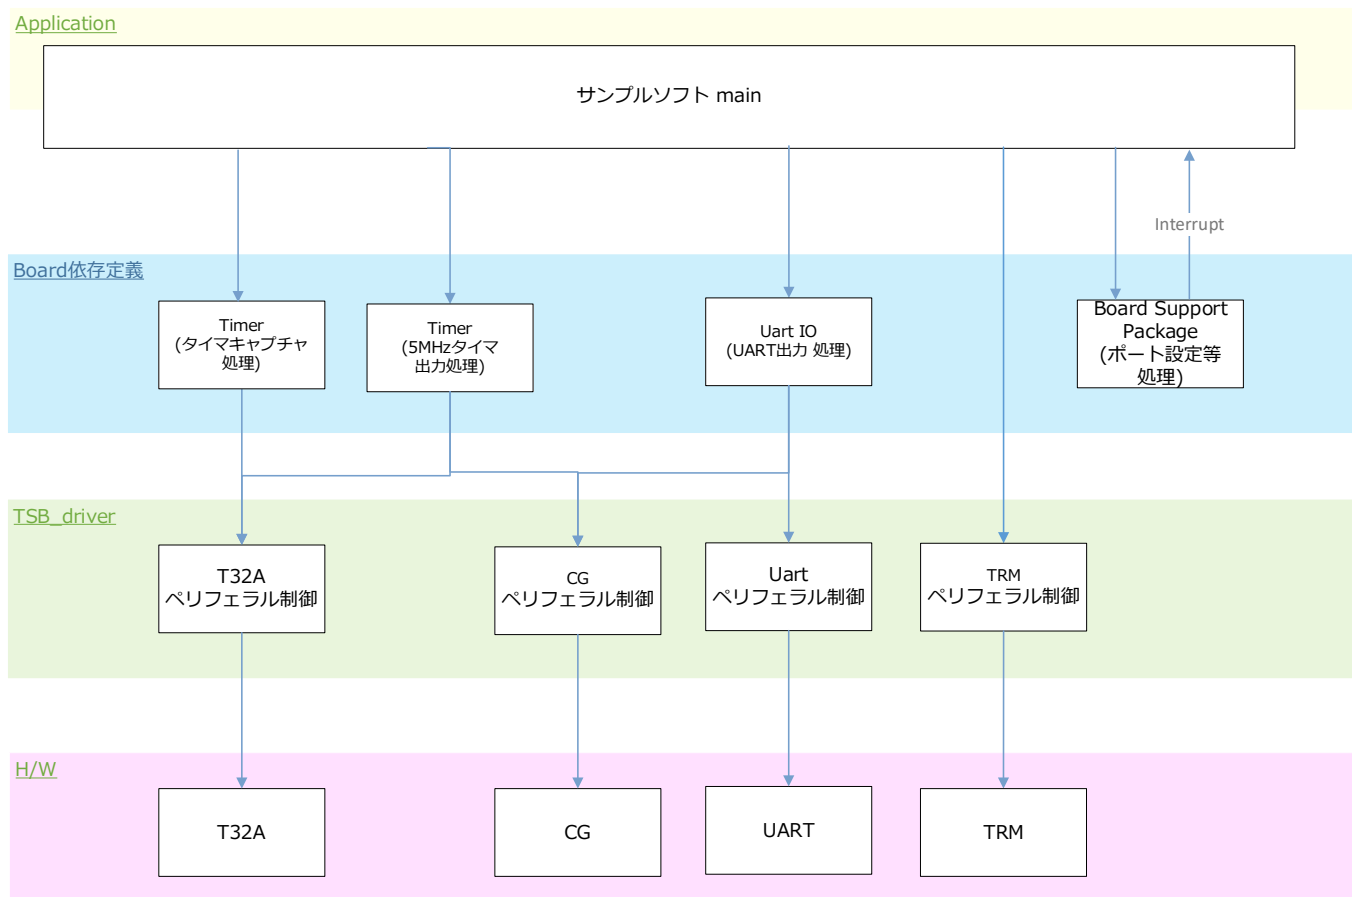 Application
サンプルソフト main
Interrupt
Board依存定義
Timer
(タイマキャプチャ
処理)
Timer
(5MHzタイマ
出力処理)
Uart IO
(UART出力 処理)
Board Support
Package
(ポート設定等
処理)
TSB_driver
T32A
ペリフェラル制御
CG
ペリフェラル制御
Uart
ペリフェラル制御
TRM
ペリフェラル制御
H/W
T32A
CG
UART
TRM